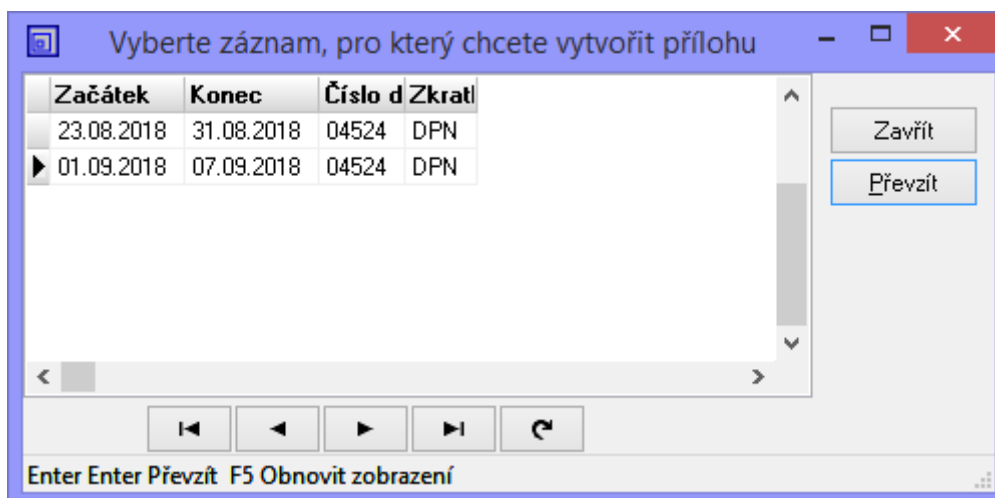 Vyberte záznam, pro který chcete vytvořit přílohu
Začátek Konec Číslo d Zkratl
23.08.2018 31.08.2018 04524 DPN
01.09.2018 07.09.2018 04524 DPN
Zavřít
Převzít
Enter Enter Převzít F5 Obnovit zobrazení